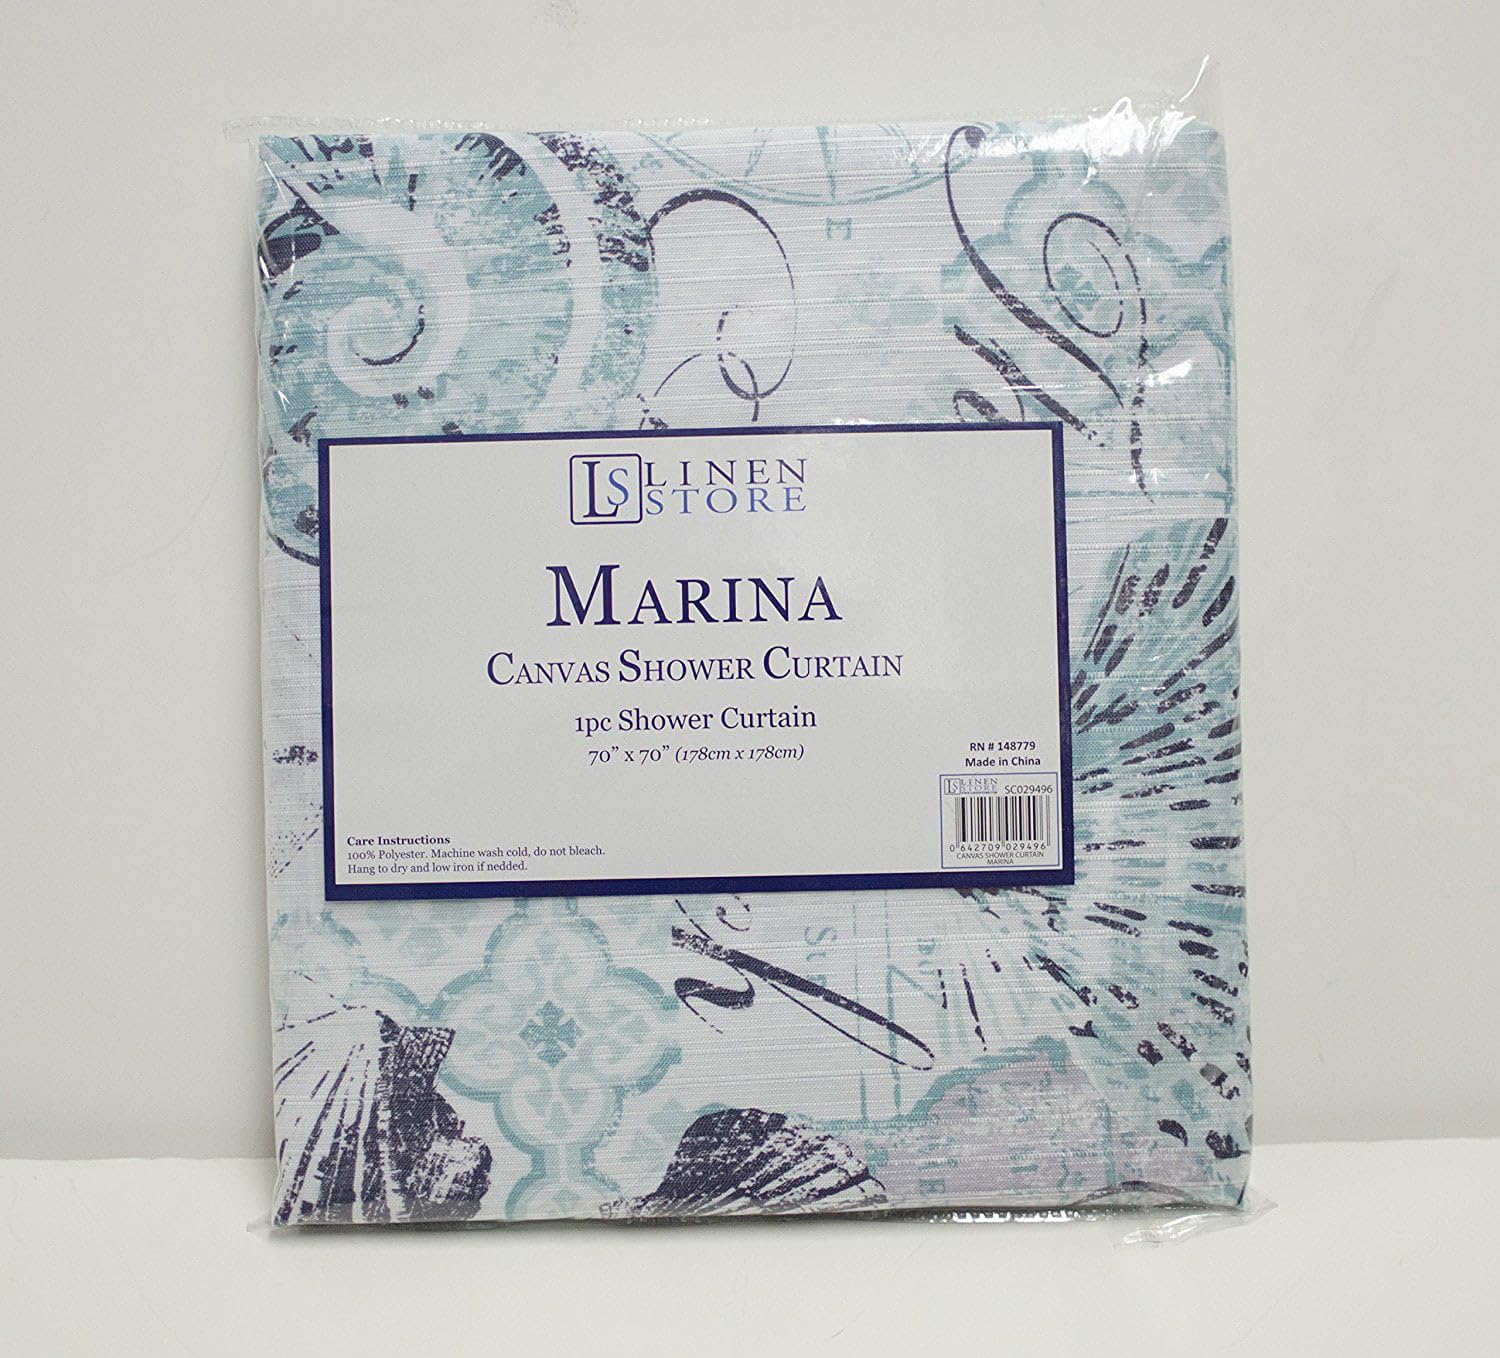 E
LS LINEN
STORE
MARINA
CANVAS SHOWER CURTAIN
1pc Shower Curtain
70” x 70” (178cm x 178cm)
RN # 148779
Made in China
LS LINEN
STORE SC029496
0 642709 029496
CANVAS SHOWER CURTAIN
MARINA
Care Instructions
100% Polyester. Machine wash cold, do not bleach.
Hang to dry and low iron if nedded.